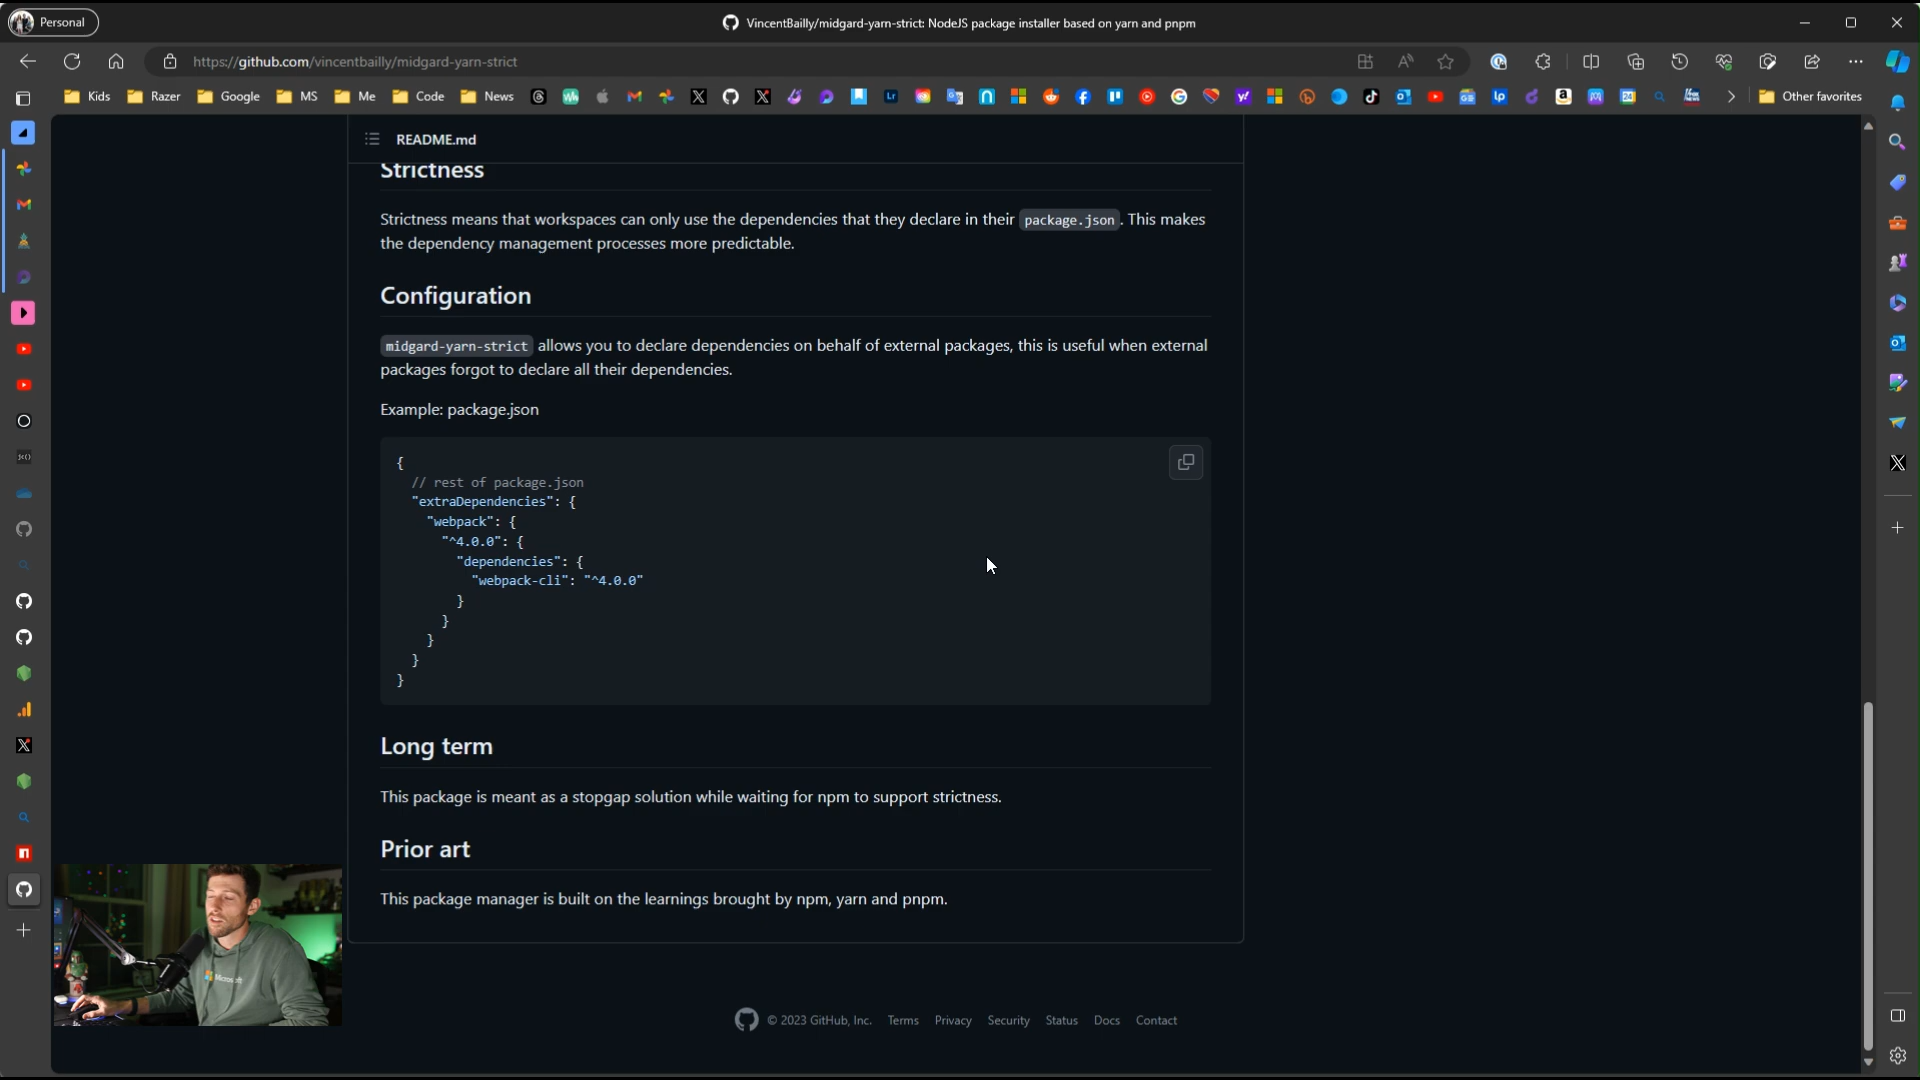 Personal
VincentBailly/midgard-yarn-strict: NodeJS package installer based on yarn and pnpm
https://github.com/vincentbailly/midgard-yarn-strict
Kids Razer Google MS Me Code News Other favorites
README.md
Strictness
Strictness means that workspaces can only use the dependencies that they declare in their package.json. This makes
the dependency management processes more predictable.
Configuration
midgard-yarn-strict allows you to declare dependencies on behalf of external packages, this is useful when external
packages forgot to declare all their dependencies.
Example: package.json
{
// rest of package.json
"extraDependencies": {
"webpack": {
"^4.0.0": {
"dependencies": {
"webpack-cli": "^4.0.0"
}
}
}
}
}
Long term
This package is meant as a stopgap solution while waiting for npm to support strictness.
Prior art
This package manager is built on the learnings brought by npm, yarn and pnpm.
Microsoft
© 2023 GitHub, Inc. Terms Privacy Security Status Docs Contact